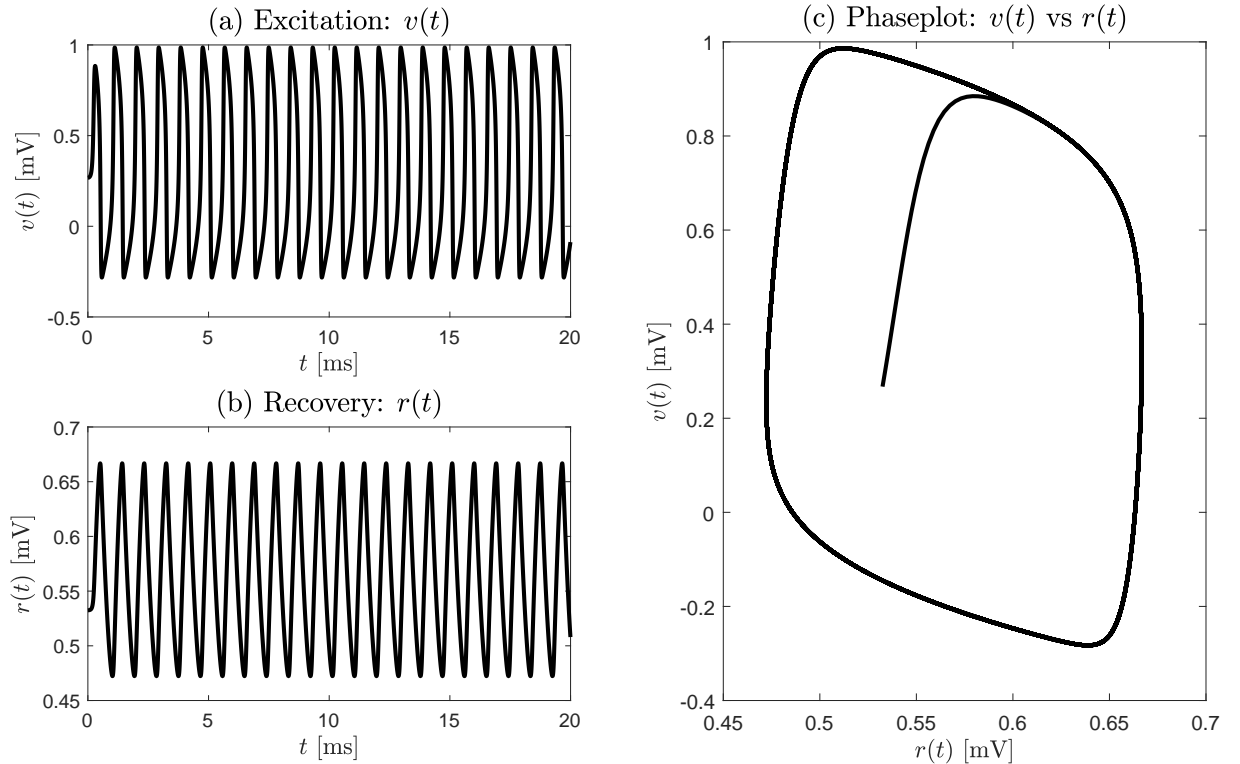 (a) Excitation: v(t)
1
0.5
0
-0.5
v(t) [mV]
0 5 10 15 20
t [ms]
(b) Recovery: r(t)
0.7
0.65
0.6
0.55
0.5
0.45
r(t) [mV]
0 5 10 15 20
t [ms]
(c) Phaseplot: v(t) vs r(t)
1
0.8
0.6
0.4
0.2
0
-0.2
-0.4
v(t) [mV]
0.45 0.5 0.55 0.6 0.65 0.7
r(t) [mV]